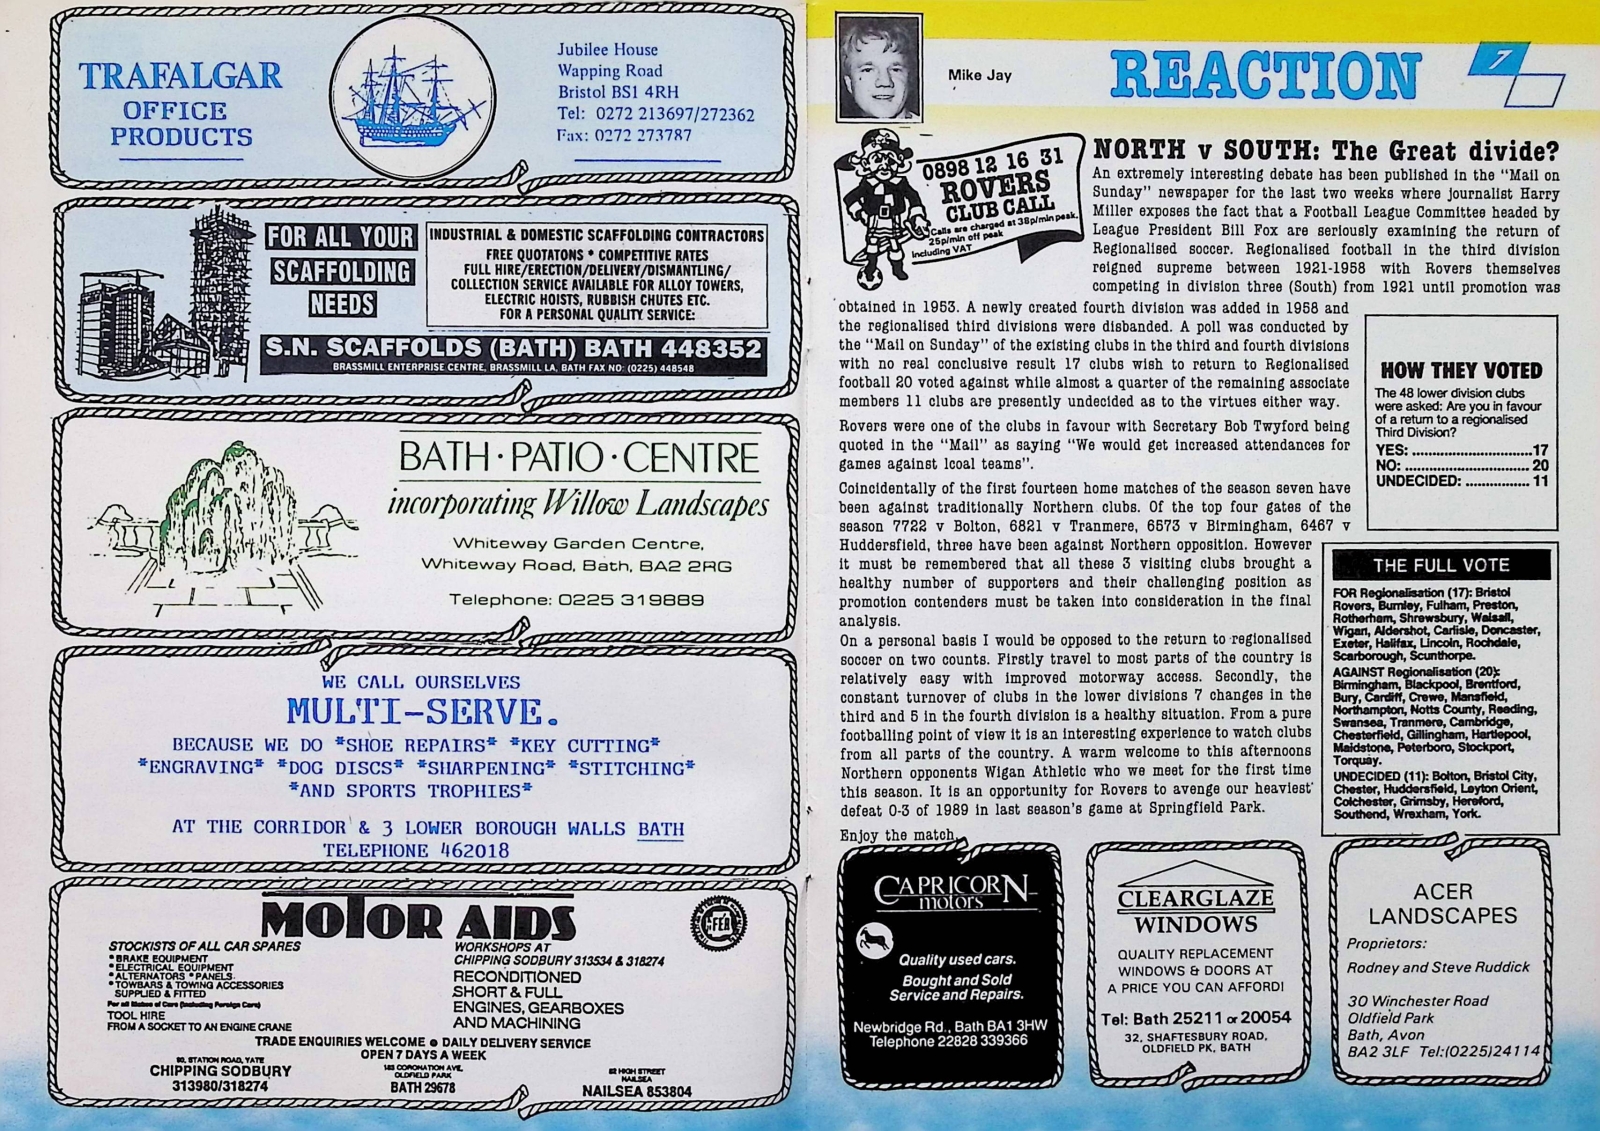 TRAFALGAR
OFFICE
PRODUCTS
Jubilee House
Wapping Road
Bristol BS1 4RH
Tel: 0272 213697/272362
Fax: 0272 273787
FOR ALL YOUR
SCAFFOLDING
NEEDS
INDUSTRIAL & DOMESTIC SCAFFOLDING CONTRACTORS
FREE QUOTATONS * COMPETITIVE RATES
FULL HIRE/ERECTION/DELIVERY/DISMANTLING/
COLLECTION SERVICE AVAILABLE FOR ALLOY TOWERS,
ELECTRIC HOISTS, RUBBISH CHUTES ETC.
FOR A PERSONAL QUALITY SERVICE:
S.N. SCAFFOLDS (BATH) BATH 448352
BRASSMILL ENTERPRISE CENTRE, BRASSMILL LA, BATH FAX NO: (0225) 448548
BATH · PATIO · CENTRE
incorporating Willow Landscapes
Whiteway Garden Centre,
Whiteway Road, Bath, BA2 2RG
Telephone: 0225 319889
WE CALL OURSELVES
MULTI-SERVE.
BECAUSE WE DO *SHOE REPAIRS* *KEY CUTTING*
*ENGRAVING* *DOG DISCS* *SHARPENING* *STITCHING*
*AND SPORTS TROPHIES*
AT THE CORRIDOR & 3 LOWER BOROUGH WALLS BATH
TELEPHONE 462018
MOTOR AIDS
FER
STOCKISTS OF ALL CAR SPARES
* BRAKE EQUIPMENT
* ELECTRICAL EQUIPMENT
* ALTERNATORS * PANELS
* TOWBARS & TOWING ACCESSORIES
SUPPLIED & FITTED
For all Makes of Cars (Including Foreign Cars)
TOOL HIRE
FROM A SOCKET TO AN ENGINE CRANE
WORKSHOPS AT
CHIPPING SODBURY 313534 & 318274
RECONDITIONED
SHORT & FULL
ENGINES, GEARBOXES
AND MACHINING
TRADE ENQUIRIES WELCOME ● DAILY DELIVERY SERVICE
OPEN 7 DAYS A WEEK
STATION ROAD, YATE
CHIPPING SODBURY
313980/318274
CORONATION AVE,
OLDFIELD PARK
BATH 29678
HIGH STREET
NAILSEA
NAILSEA 853804
Mike Jay
REACTION
7
0898 12 16 31
ROVERS
CLUB CALL
Calls are charged at 38p/min peak,
25p/min off peak
including VAT
NORTH v SOUTH: The Great divide?
An extremely interesting debate has been published in the "Mail on
Sunday" newspaper for the last two weeks where journalist Harry
Miller exposes the fact that a Football League Committee headed by
League President Bill Fox are seriously examining the return of
Regionalised soccer. Regionalised football in the third division
reigned supreme between 1921-1958 with Rovers themselves
competing in division three (South) from 1921 until promotion was
obtained in 1953. A newly created fourth division was added in 1958 and
the regionalised third divisions were disbanded. A poll was conducted by
the "Mail on Sunday" of the existing clubs in the third and fourth divisions
with no real conclusive result 17 clubs wish to return to Regionalised
football 20 voted against while almost a quarter of the remaining associate
members 11 clubs are presently undecided as to the virtues either way.
Rovers were one of the clubs in favour with Secretary Bob Twyford being
quoted in the "Mail" as saying "We would get increased attendances for
games against lcoal teams".
Coincidentally of the first fourteen home matches of the season seven have
been against traditionally Northern clubs. Of the top four gates of the
season 7722 v Bolton, 6821 v Tranmere, 6573 v Birmingham, 6467 v
Huddersfield, three have been against Northern opposition. However
it must be remembered that all these 3 visiting clubs brought a
healthy number of supporters and their challenging position as
promotion contenders must be taken into consideration in the final
analysis.
On a personal basis I would be opposed to the return to regionalised
soccer on two counts. Firstly travel to most parts of the country is
relatively easy with improved motorway access. Secondly, the
constant turnover of clubs in the lower divisions 7 changes in the
third and 5 in the fourth division is a healthy situation. From a pure
footballing point of view it is an interesting experience to watch clubs
from all parts of the country. A warm welcome to this afternoons
Northern opponents Wigan Athletic who we meet for the first time
this season. It is an opportunity for Rovers to avenge our heaviest
defeat 0-3 of 1989 in last season's game at Springfield Park.
Enjoy the match.
HOW THEY VOTED
The 48 lower division clubs
were asked: Are you in favour
of a return to a regionalised
Third Division?
YES: ..............................17
NO: ............................... 20
UNDECIDED: ................ 11
THE FULL VOTE
FOR Regionalisation (17): Bristol
Rovers, Burnley, Fulham, Preston,
Rotherham, Shrewsbury, Walsall,
Wigan, Aldershot, Carlisle, Doncaster,
Exeter, Halifax, Lincoln, Rochdale,
Scarborough, Scunthorpe.
AGAINST Regionalisation (20):
Birmingham, Blackpool, Brentford,
Bury, Cardiff, Crewe, Mansfield,
Northampton, Notts County, Reading,
Swansea, Tranmere, Cambridge,
Chesterfield, Gillingham, Hartlepool,
Maidstone, Peterboro, Stockport,
Torquay.
UNDECIDED (11): Bolton, Bristol City,
Chester, Huddersfield, Leyton Orient,
Colchester, Grimsby, Hereford,
Southend, Wrexham, York.
CAPRICORN
motors
Quality used cars.
Bought and Sold
Service and Repairs.
Newbridge Rd., Bath BA1 3HW
Telephone 22828 339366
CLEARGLAZE
WINDOWS
QUALITY REPLACEMENT
WINDOWS & DOORS AT
A PRICE YOU CAN AFFORD!
Tel: Bath 25211 or 20054
32, SHAFTESBURY ROAD,
OLDFIELD PK, BATH
ACER
LANDSCAPES
Proprietors:
Rodney and Steve Ruddick
30 Winchester Road
Oldfield Park
Bath, Avon
BA2 3LF Tel:(0225)24114